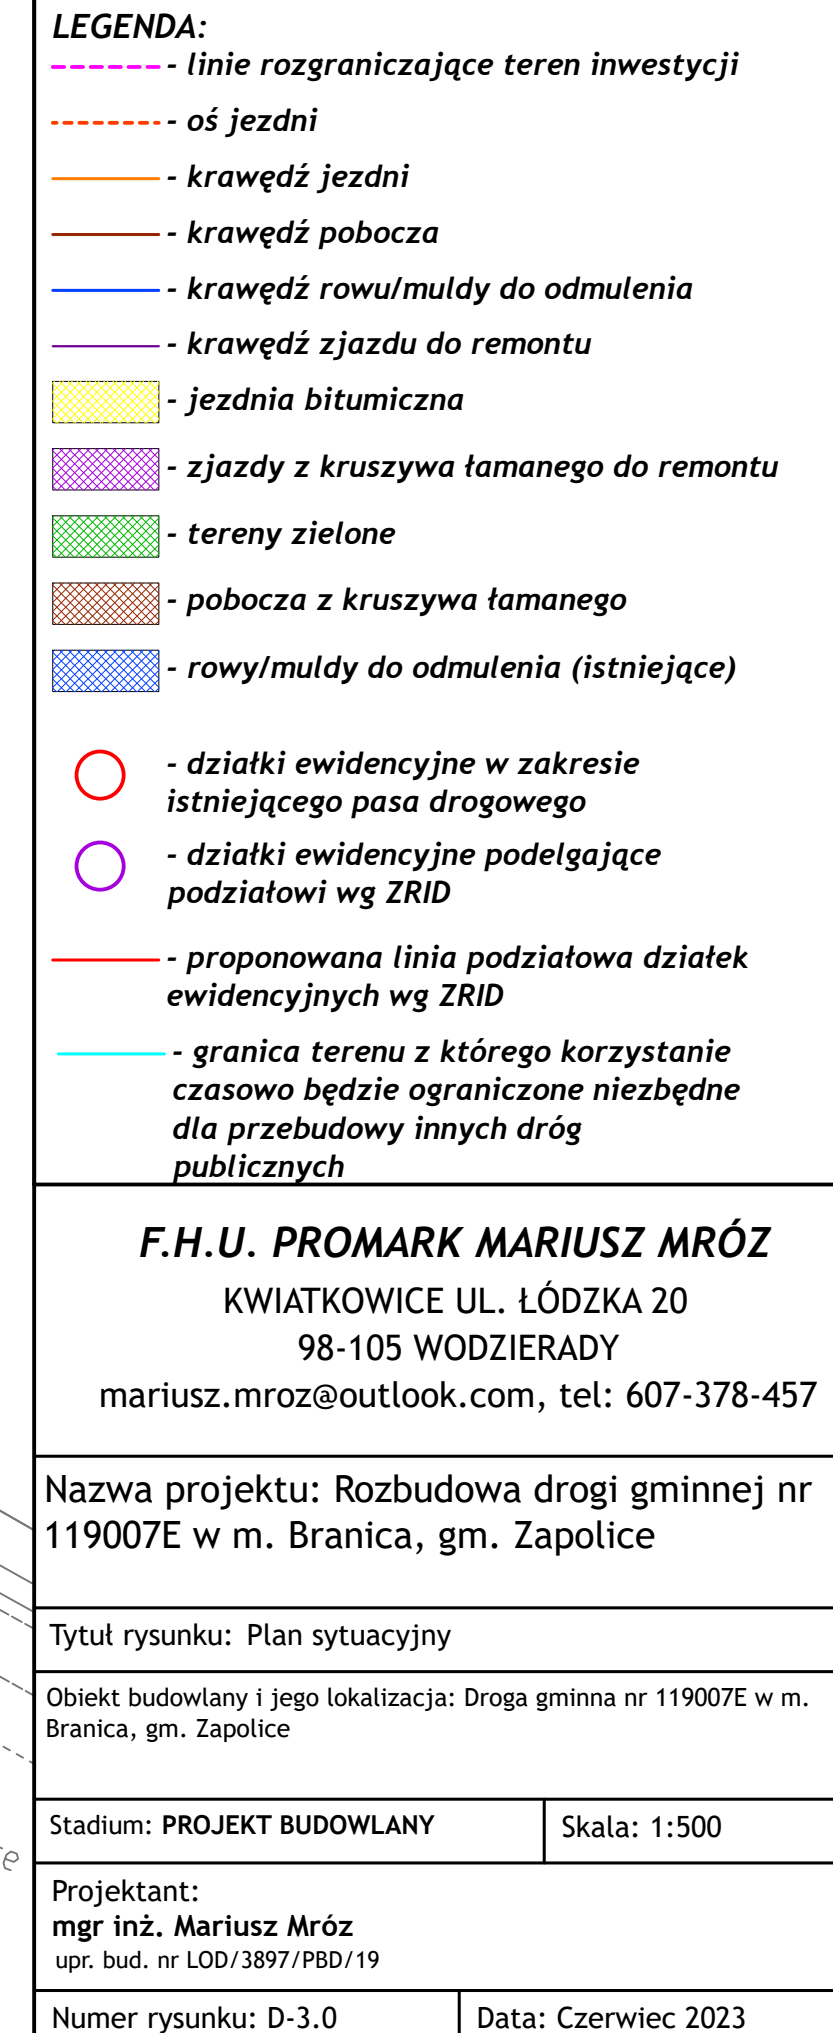 LEGENDA:
- linie rozgraniczające teren inwestycji
- oś jezdni
- krawędź jezdni
- krawędź pobocza
- krawędź rowu/muldy do odmulenia
- krawędź zjazdu do remontu
- jezdnia bitumiczna
- zjazdy z kruszywa łamanego do remontu
- tereny zielone
- pobocza z kruszywa łamanego
- rowy/muldy do odmulenia (istniejące)
- działki ewidencyjne w zakresie
istniejącego pasa drogowego
- działki ewidencyjne podelgające
podziałowi wg ZRID
- proponowana linia podziałowa działek
ewidencyjnych wg ZRID
- granica terenu z którego korzystanie
czasowo będzie ograniczone niezbędne
dla przebudowy innych dróg
publicznych
F.H.U. PROMARK MARIUSZ MRÓZ
KWIATKOWICE UL. ŁÓDZKA 20
98-105 WODZIERADY
mariusz.mroz@outlook.com, tel: 607-378-457
Nazwa projektu: Rozbudowa drogi gminnej nr
119007E w m. Branica, gm. Zapolice
Tytuł rysunku: Plan sytuacyjny
Obiekt budowlany i jego lokalizacja: Droga gminna nr 119007E w m.
Branica, gm. Zapolice
Stadium: PROJEKT BUDOWLANY
Skala: 1:500
Projektant:
mgr inż. Mariusz Mróz
upr. bud. nr LOD/3897/PBD/19
Numer rysunku: D-3.0
Data: Czerwiec 2023